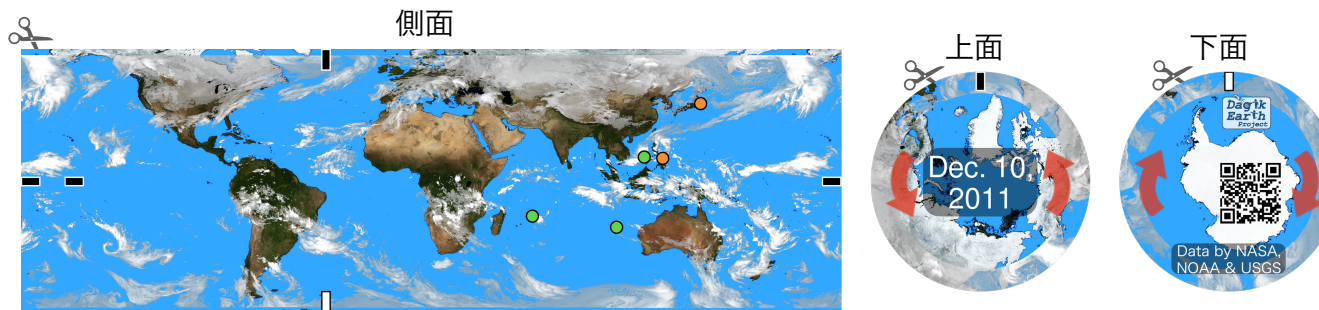 側面
上面
下面
Dec. 10,
2011
Dagik
Earth
Project
Data by NASA,
NOAA & USGS